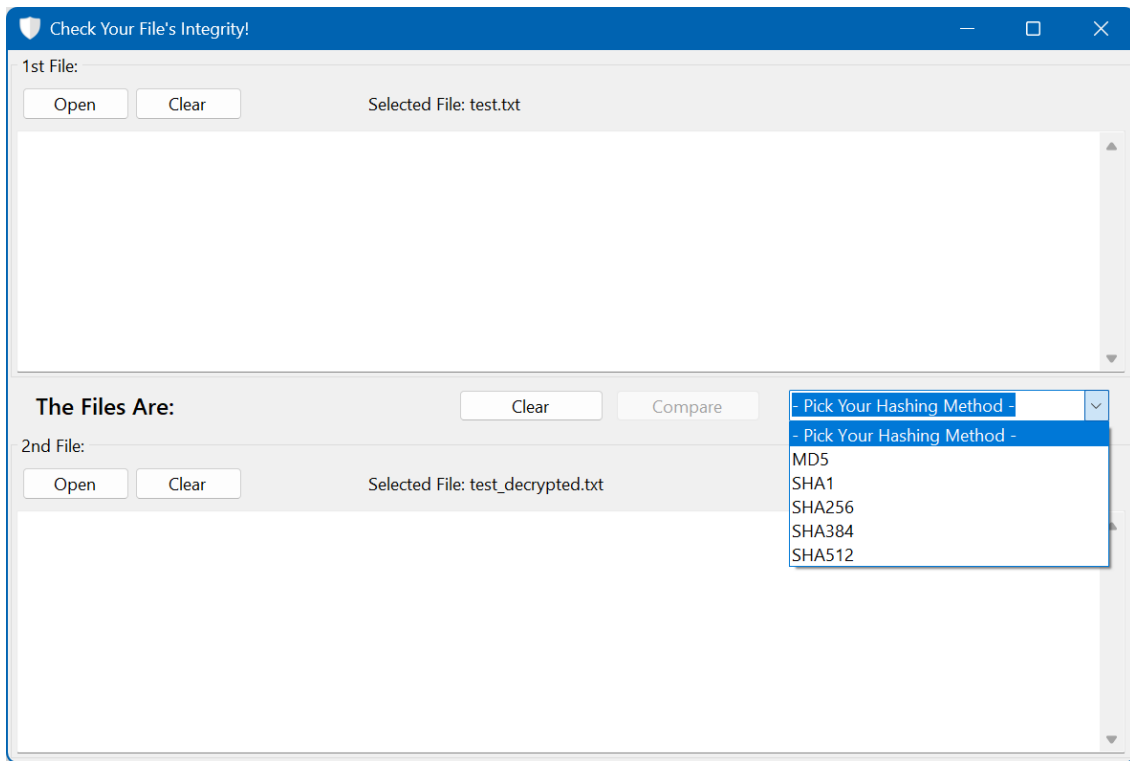 Check Your File's Integrity!
1st File:
Open Clear Selected File: test.txt
The Files Are: Clear Compare - Pick Your Hashing Method -
- Pick Your Hashing Method -
2nd File:
MD5
Open Clear Selected File: test_decrypted.txt
SHA1
SHA256
SHA384
SHA512